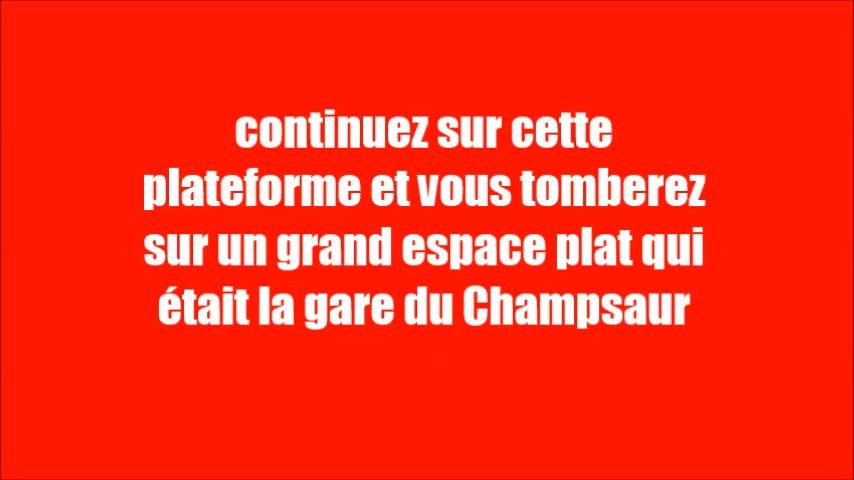 continuez sur cette
plateforme et vous tomberez
sur un grand espace plat qui
était la gare du Champsaur